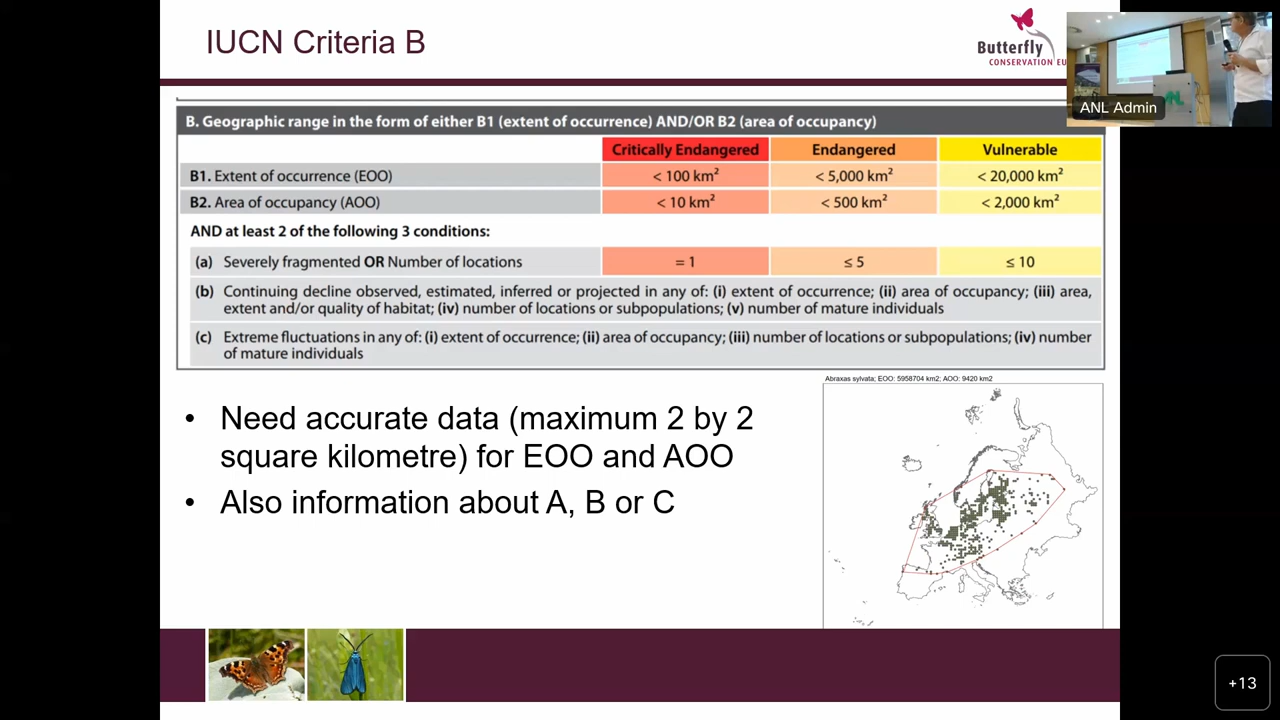 IUCN Criteria B
Butterfly
CONSERVATION EU
ANL Admin
B. Geographic range in the form of either B1 (extent of occurrence) AND/OR B2 (area of occupancy)
Critically Endangered Endangered Vulnerable
B1. Extent of occurrence (EOO) < 100 km² < 5,000 km² < 20,000 km²
B2. Area of occupancy (AOO) < 10 km² < 500 km² < 2,000 km²
AND at least 2 of the following 3 conditions:
(a) Severely fragmented OR Number of locations = 1 ≤ 5 ≤ 10
(b) Continuing decline observed, estimated, inferred or projected in any of: (i) extent of occurrence; (ii) area of occupancy; (iii) area,
extent and/or quality of habitat; (iv) number of locations or subpopulations; (v) number of mature individuals
(c) Extreme fluctuations in any of: (i) extent of occurrence; (ii) area of occupancy; (iii) number of locations or subpopulations; (iv) number
of mature individuals
Abraxas sylvata; EOO: 5958704 km2; AOO: 9420 km2
• Need accurate data (maximum 2 by 2
square kilometre) for EOO and AOO
• Also information about A, B or C
+13